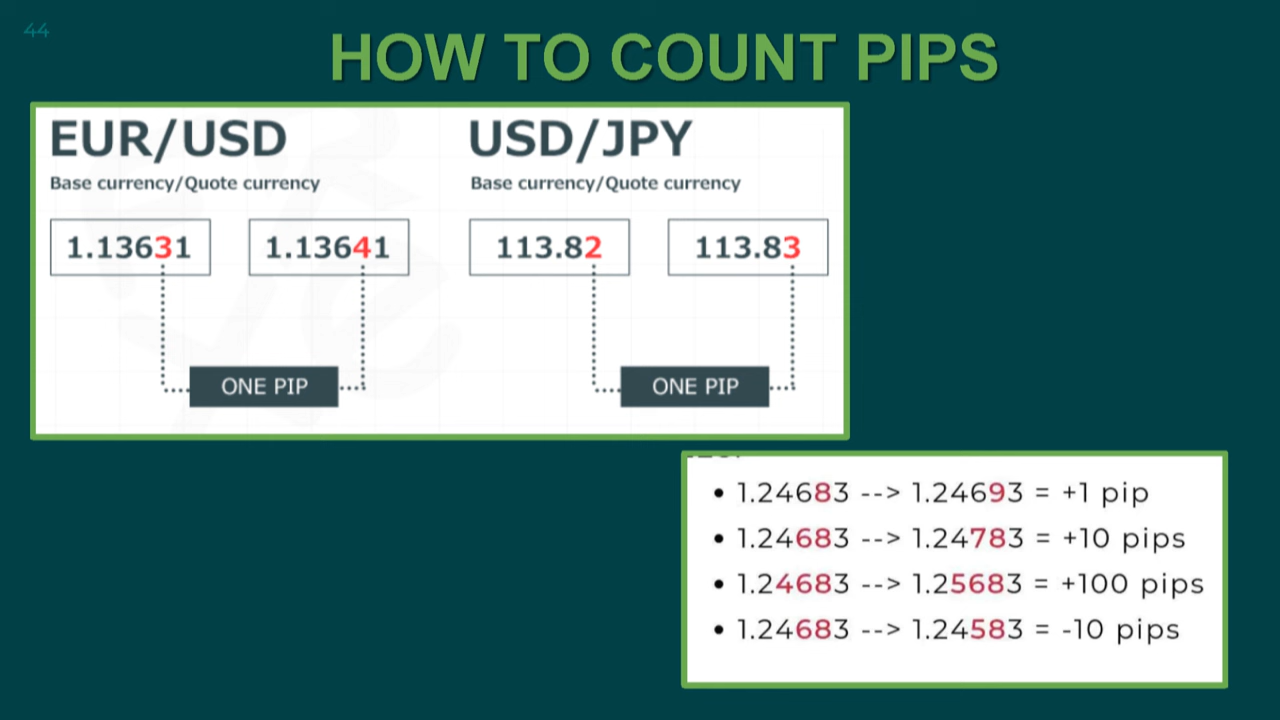 44
HOW TO COUNT PIPS
EUR/USD
Base currency/Quote currency
1.13631 1.13641
ONE PIP
USD/JPY
Base currency/Quote currency
113.82 113.83
ONE PIP
• 1.24683 --> 1.24693 = +1 pip
• 1.24683 --> 1.24783 = +10 pips
• 1.24683 --> 1.25683 = +100 pips
• 1.24683 --> 1.24583 = -10 pips